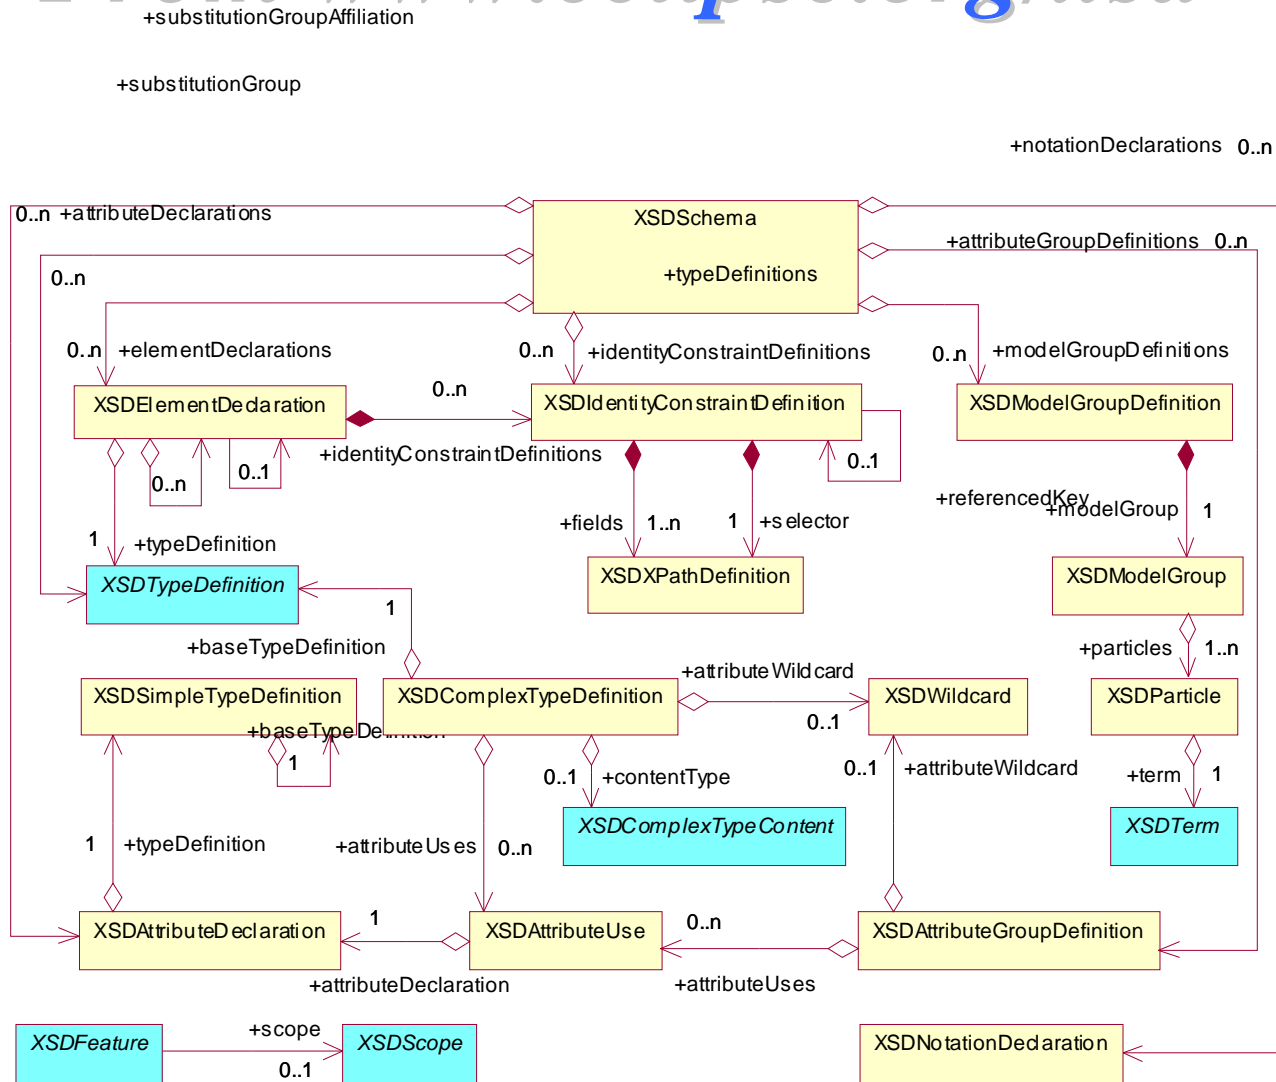 +substitutionGroupAffiliation
+substitutionGroup
+notationDeclarations 0..n
0..n +attributeDeclarations
XSDSchema
+attributeGroupDefinitions 0..n
0..n
+typeDefinitions
0..n +elementDeclarations
0..n +identityConstraintDefinitions
0..n +modelGroupDefinitions
XSDElementDeclaration
0..n
XSDIdentityConstraintDefinition
XSDModelGroupDefinition
+identityConstraintDefinitions
0..n
0..1
0..1
+referencedKey
+modelGroup 1
+fields 1..n
1 +selector
1 +typeDefinition
XSDTypeDefinition
XSDXPathDefinition
XSDModelGroup
1
+baseTypeDefinition
+particles 1..n
+attributeWildcard
XSDSimpleTypeDefinition
XSDComplexTypeDefinition
XSDWildcard
XSDParticle
0..1
+baseTypeDefinition
1
0..1 +contentType
0..1 +attributeWildcard
+term 1
XSDComplexTypeContent
XSDTerm
1 +typeDefinition
+attributeUses 0..n
XSDAttributeDeclaration
1
XSDAttributeUse
0..n
XSDAttributeGroupDefinition
+attributeDeclaration
+attributeUses
XSDFeature
+scope
0..1
XSDScope
XSDNotationDeclaration